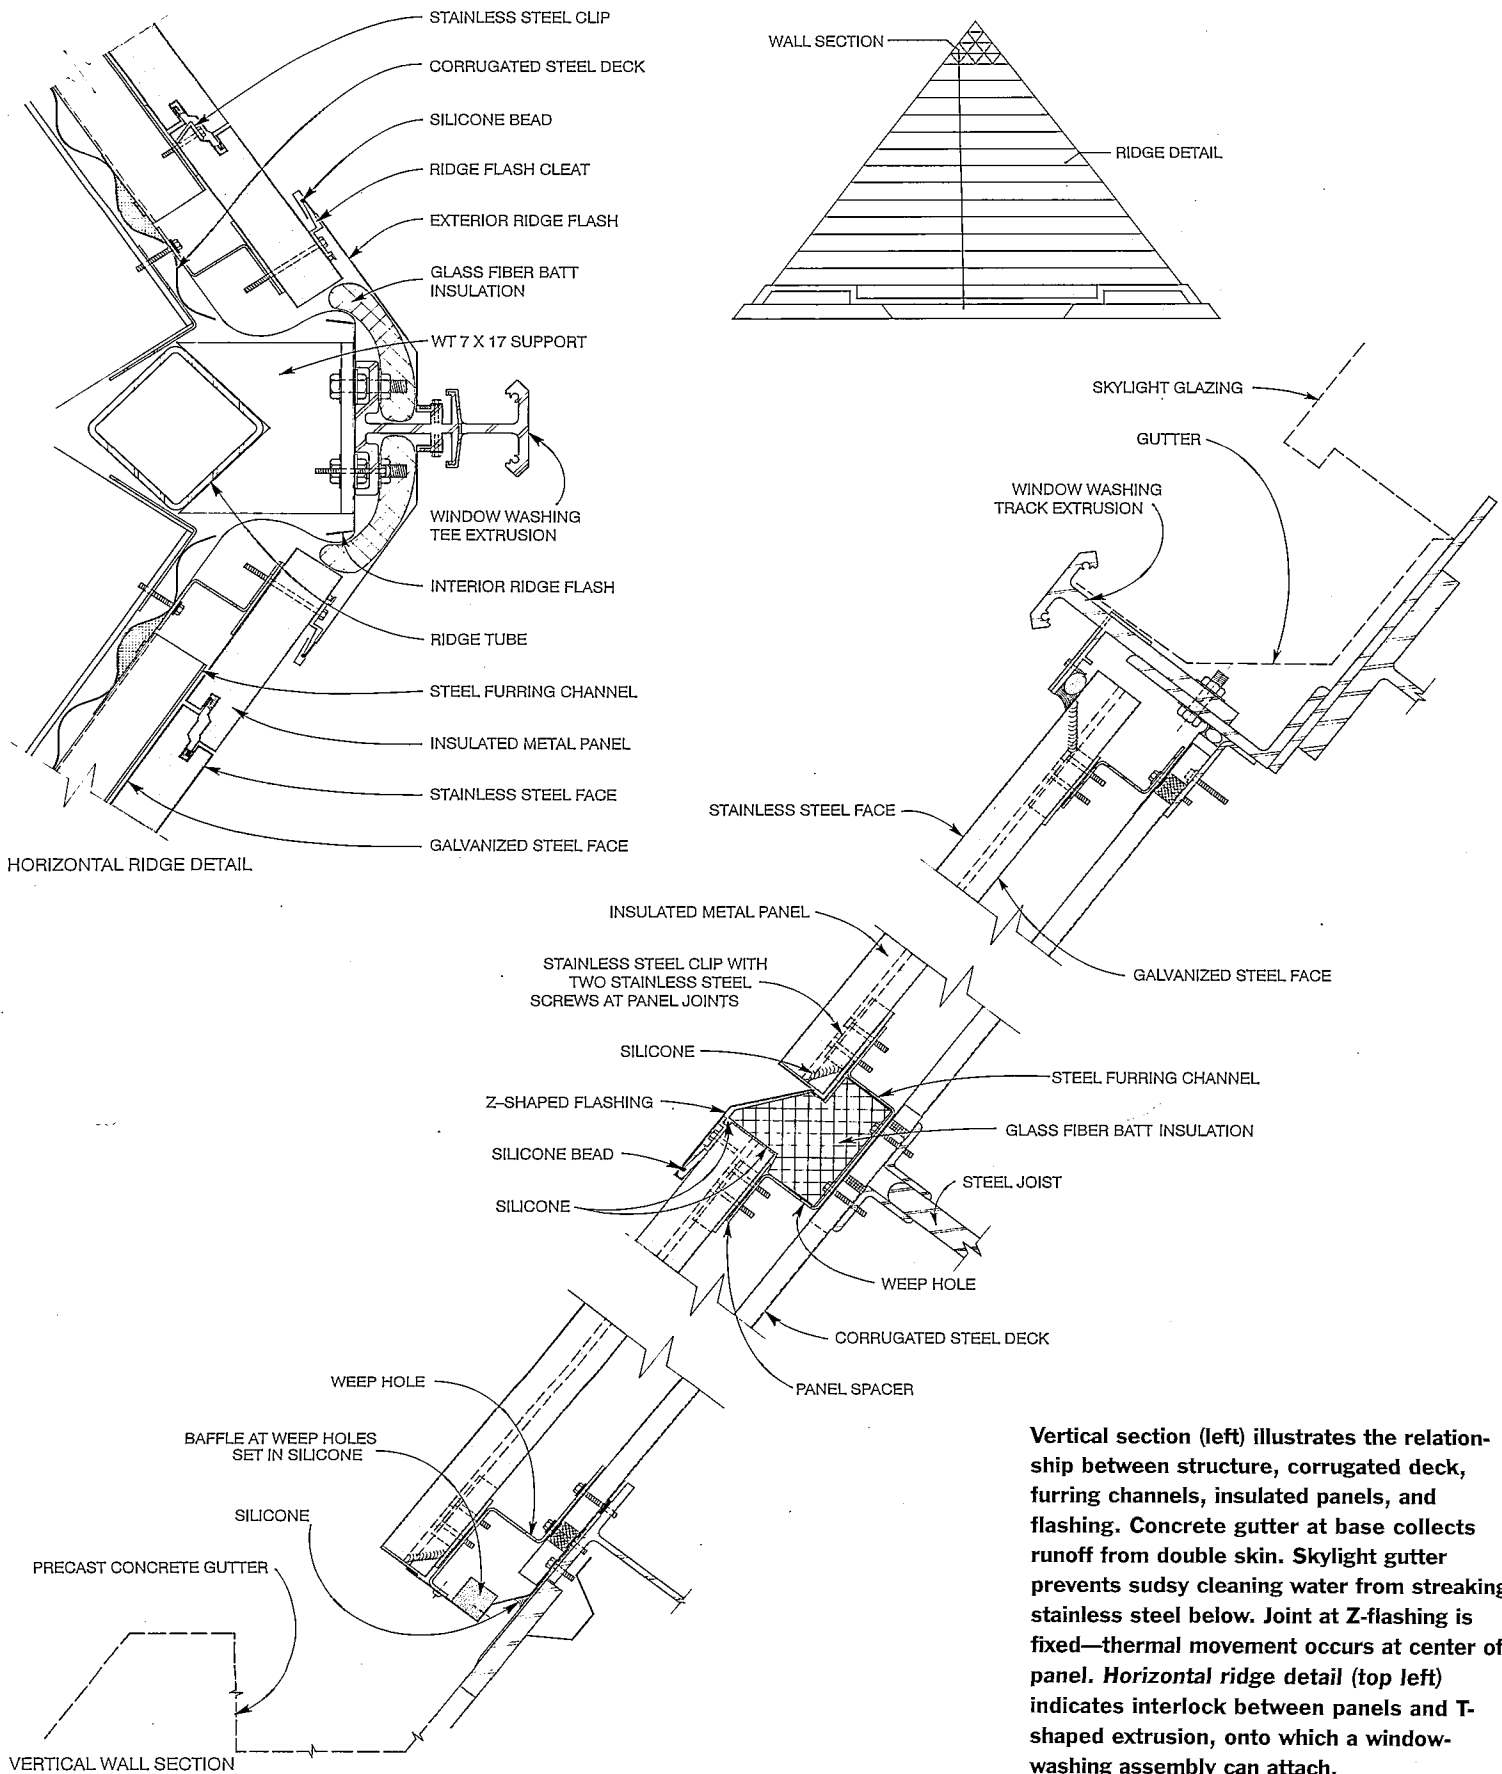 STAINLESS STEEL CLIP
CORRUGATED STEEL DECK
SILICONE BEAD
RIDGE FLASH CLEAT
EXTERIOR RIDGE FLASH
GLASS FIBER BATT
INSULATION
WT 7 X 17 SUPPORT
WINDOW WASHING
TEE EXTRUSION
INTERIOR RIDGE FLASH
RIDGE TUBE
STEEL FURRING CHANNEL
INSULATED METAL PANEL
STAINLESS STEEL FACE
GALVANIZED STEEL FACE
HORIZONTAL RIDGE DETAIL
WALL SECTION
RIDGE DETAIL
SKYLIGHT GLAZING
GUTTER
WINDOW WASHING
TRACK EXTRUSION
STAINLESS STEEL FACE
GALVANIZED STEEL FACE
INSULATED METAL PANEL
STAINLESS STEEL CLIP WITH
TWO STAINLESS STEEL
SCREWS AT PANEL JOINTS
SILICONE
Z-SHAPED FLASHING
SILICONE BEAD
SILICONE
STEEL FURRING CHANNEL
GLASS FIBER BATT INSULATION
STEEL JOIST
WEEP HOLE
CORRUGATED STEEL DECK
PANEL SPACER
WEEP HOLE
BAFFLE AT WEEP HOLES
SET IN SILICONE
SILICONE
PRECAST CONCRETE GUTTER
VERTICAL WALL SECTION
Vertical section (left) illustrates the relation-
ship between structure, corrugated deck,
furring channels, insulated panels, and
flashing. Concrete gutter at base collects
runoff from double skin. Skylight gutter
prevents sudsy cleaning water from streaking
stainless steel below. Joint at Z-flashing is
fixed—thermal movement occurs at center of
panel. Horizontal ridge detail (top left)
indicates interlock between panels and T-
shaped extrusion, onto which a window-
washing assembly can attach.